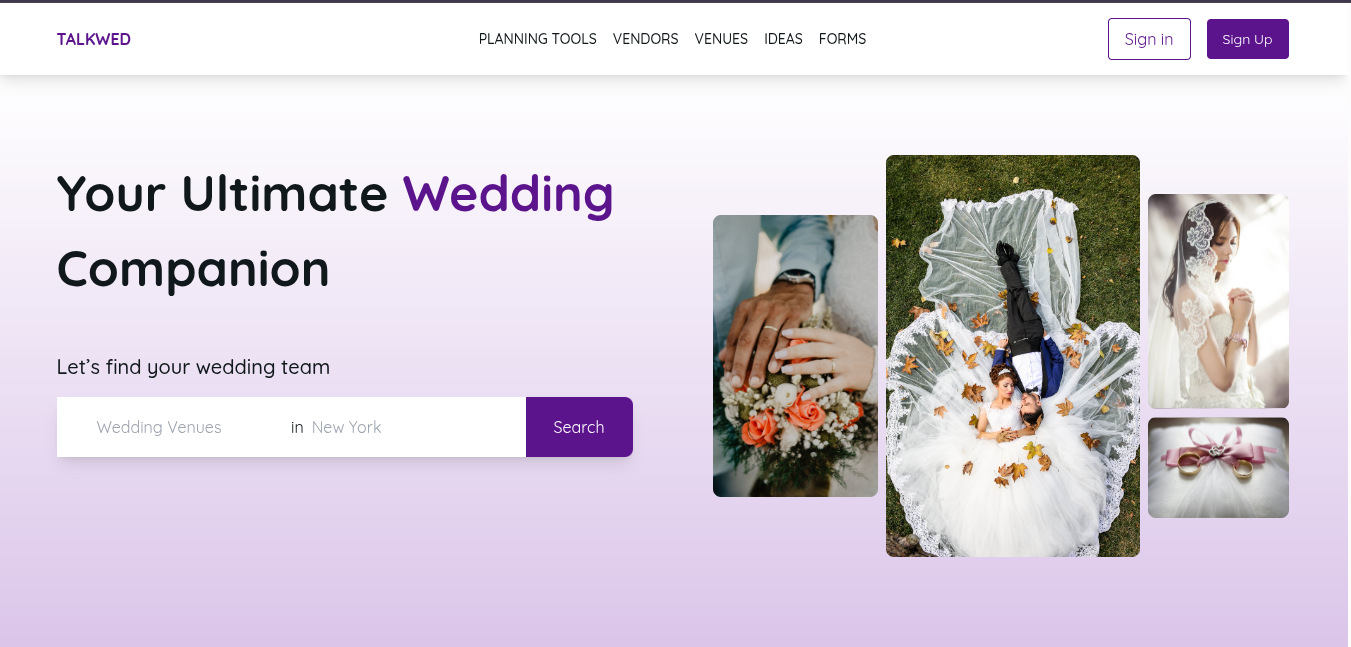 TALKWED
PLANNING TOOLS VENDORS VENUES IDEAS FORMS
Sign in
Sign Up
Your Ultimate Wedding
Companion
Let’s find your wedding team
Wedding Venues in New York
Search